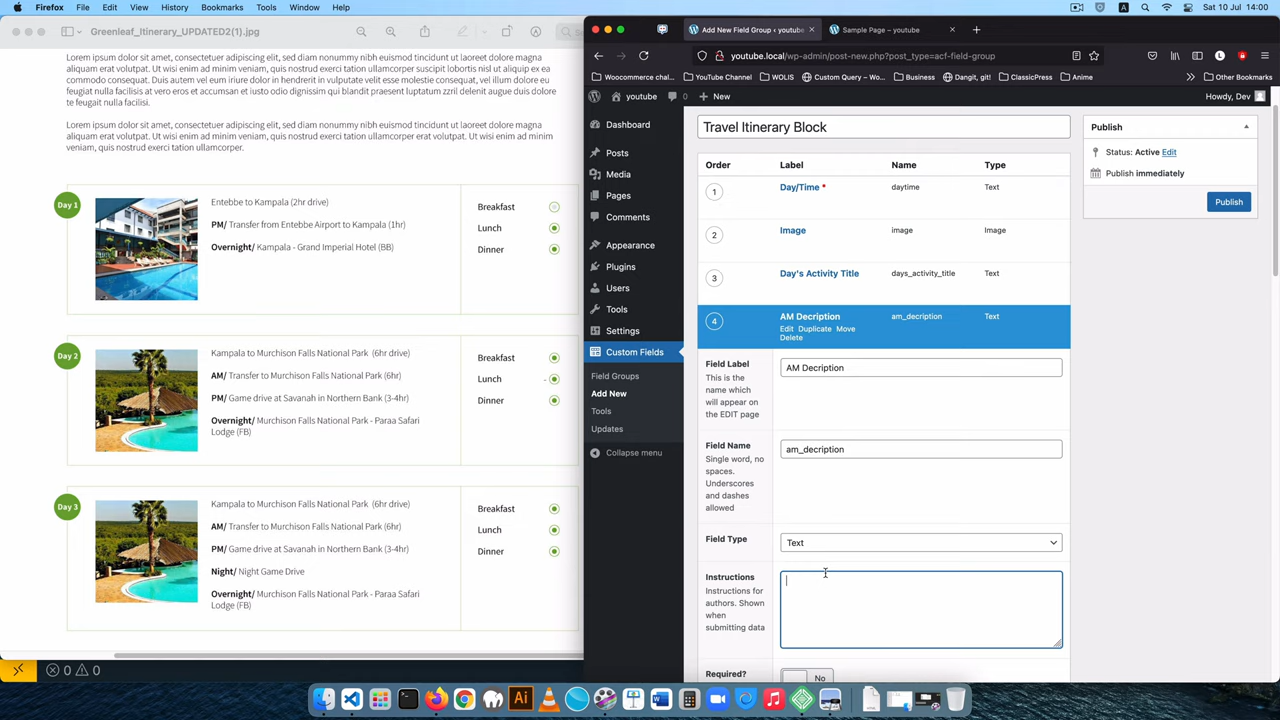 Firefox File Edit View History Bookmarks Tools Window Help
Sat 10 Jul 14:00
Greenleaf_Itinerary_UPDATED2(1).jpg
Lorem ipsum dolor sit amet, consectetuer adipiscing elit, sed diam nonummy nibh euismod tincidunt ut laoreet dolore magna
aliquam erat volutpat. Ut wisi enim ad minim veniam, quis nostrud exerci tation ullamcorper suscipit lobortis nisl ut aliquip ex ea
commodo consequat. Duis autem vel eum iriure dolor in hendrerit in vulputate velit esse molestie consequat, vel illum dolore eu
feugiat nulla facilisis at vero eros et accumsan et iusto odio dignissim qui blandit praesent luptatum zzril delenit augue duis dolore
te feugait nulla facilisi.
Lorem ipsum dolor sit amet, consectetuer adipiscing elit, sed diam nonummy nibh euismod tincidunt ut laoreet dolore magna
aliquam erat volutpat. Ut wisi enim ad minim veniam, quis nostrud exerci tation ullamcorper. Ut wisi enim ad minim
veniam, quis nostrud exerci tation ullamcorper.
Day 1
Entebbe to Kampala (2hr drive)
PM/ Transfer from Entebbe Airport to Kampala (1hr)
Overnight/ Kampala - Grand Imperial Hotel (BB)
Breakfast
Lunch
Dinner
Day 2
Kampala to Murchison Falls National Park (6hr drive)
AM/ Transfer to Murchison Falls National Park (6hr)
PM/ Game drive at Savanah in Northern Bank (3-4hr)
Overnight/ Murchison Falls National Park - Paraa Safari
Lodge (FB)
Breakfast
Lunch
Dinner
Day 3
Kampala to Murchison Falls National Park (6hr drive)
AM/ Transfer to Murchison Falls National Park (6hr)
PM/ Game drive at Savanah in Northern Bank (3-4hr)
Night/ Night Game Drive
Overnight/ Murchison Falls National Park - Paraa Safari
Lodge (FB)
Breakfast
Lunch
Dinner
0 0
Add New Field Group ‹ youtube
Sample Page – youtube
youtube.local/wp-admin/post-new.php?post_type=acf-field-group
Woocommerce chal... YouTube Channel WOLIS Custom Query – Wo... Business Dangit, git! ClassicPress Anime Other Bookmarks
youtube 0 New
Howdy, Dev
Dashboard
Posts
Media
Pages
Comments
Appearance
Plugins
Users
Tools
Settings
Custom Fields
Field Groups
Add New
Tools
Updates
Collapse menu
Travel Itinerary Block
Order Label Name Type
1 Day/Time * daytime Text
2 Image image Image
3 Day's Activity Title days_activity_title Text
4 AM Decription am_decription Text
Edit Duplicate Move
Delete
Field Label
This is the
name which
will appear on
the EDIT page
AM Decription
Field Name
Single word, no
spaces.
Underscores
and dashes
allowed
am_decription
Field Type
Text
Instructions
Instructions for
authors. Shown
when
submitting data
Required?
No
Publish
Status: Active Edit
Publish immediately
Publish